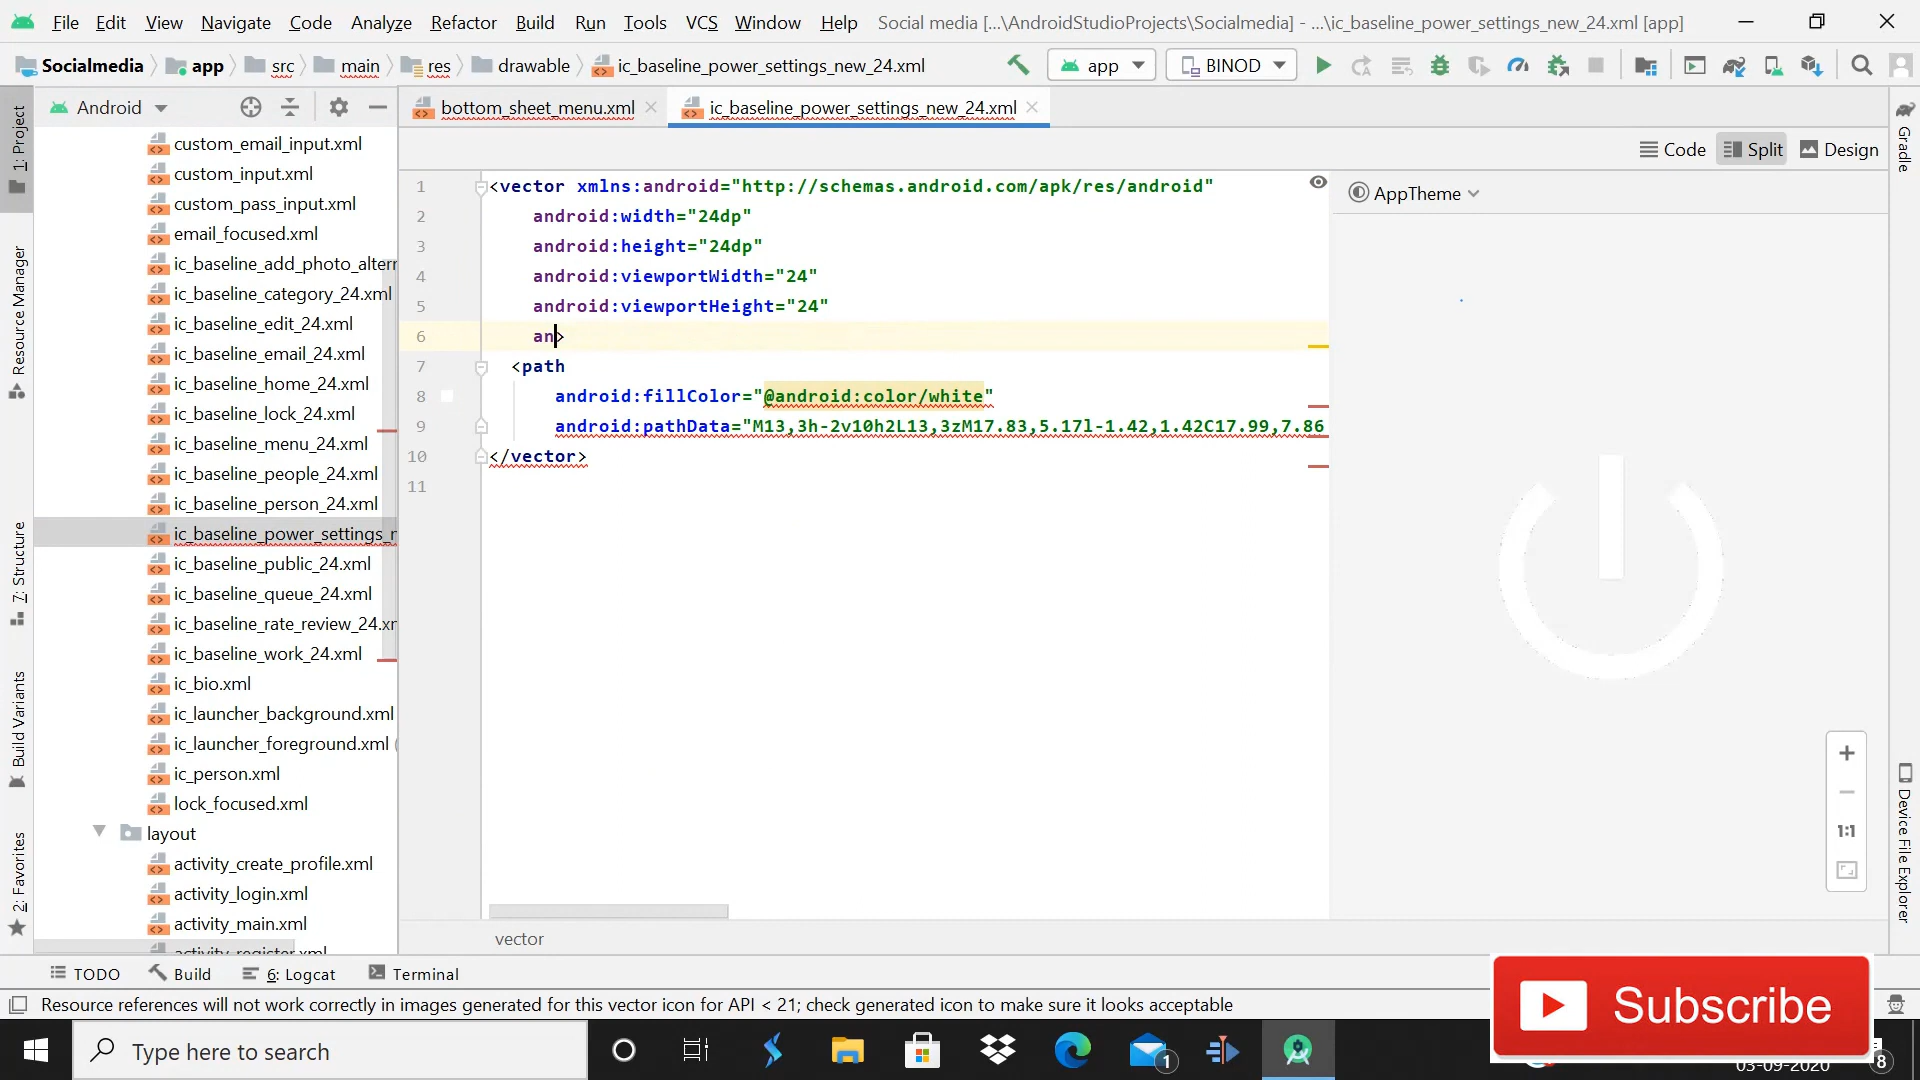 File Edit View Navigate Code Analyze Refactor Build Run Tools VCS Window Help Social media [...\AndroidStudioProjects\Socialmedia] - ...\ic_baseline_power_settings_new_24.xml [app]
Socialmedia app src main res drawable ic_baseline_power_settings_new_24.xml app BINOD
Android bottom_sheet_menu.xml ic_baseline_power_settings_new_24.xml
Code Split Design
AppTheme
1: Project
Resource Manager
7: Structure
Build Variants
2: Favorites
custom_email_input.xml
custom_input.xml
custom_pass_input.xml
email_focused.xml
ic_baseline_add_photo_altern
ic_baseline_category_24.xml
ic_baseline_edit_24.xml
ic_baseline_email_24.xml
ic_baseline_home_24.xml
ic_baseline_lock_24.xml
ic_baseline_menu_24.xml
ic_baseline_people_24.xml
ic_baseline_person_24.xml
ic_baseline_power_settings_n
ic_baseline_public_24.xml
ic_baseline_queue_24.xml
ic_baseline_rate_review_24.xm
ic_baseline_work_24.xml
ic_bio.xml
ic_launcher_background.xml
ic_launcher_foreground.xml (
ic_person.xml
lock_focused.xml
layout
activity_create_profile.xml
activity_login.xml
activity_main.xml
activity_register.xml
1 <vector xmlns:android="http://schemas.android.com/apk/res/android"
2 android:width="24dp"
3 android:height="24dp"
4 android:viewportWidth="24"
5 android:viewportHeight="24"
6 an>
7 <path
8 android:fillColor="@android:color/white"
9 android:pathData="M13,3h-2v10h2L13,3zM17.83,5.17l-1.42,1.42C17.99,7.86
10 </vector>
11
vector
1:1
Gradle
Device File Explorer
TODO Build 6: Logcat Terminal
Resource references will not work correctly in images generated for this vector icon for API < 21; check generated icon to make sure it looks acceptable
Subscribe
Type here to search
1
03-09-2020
8